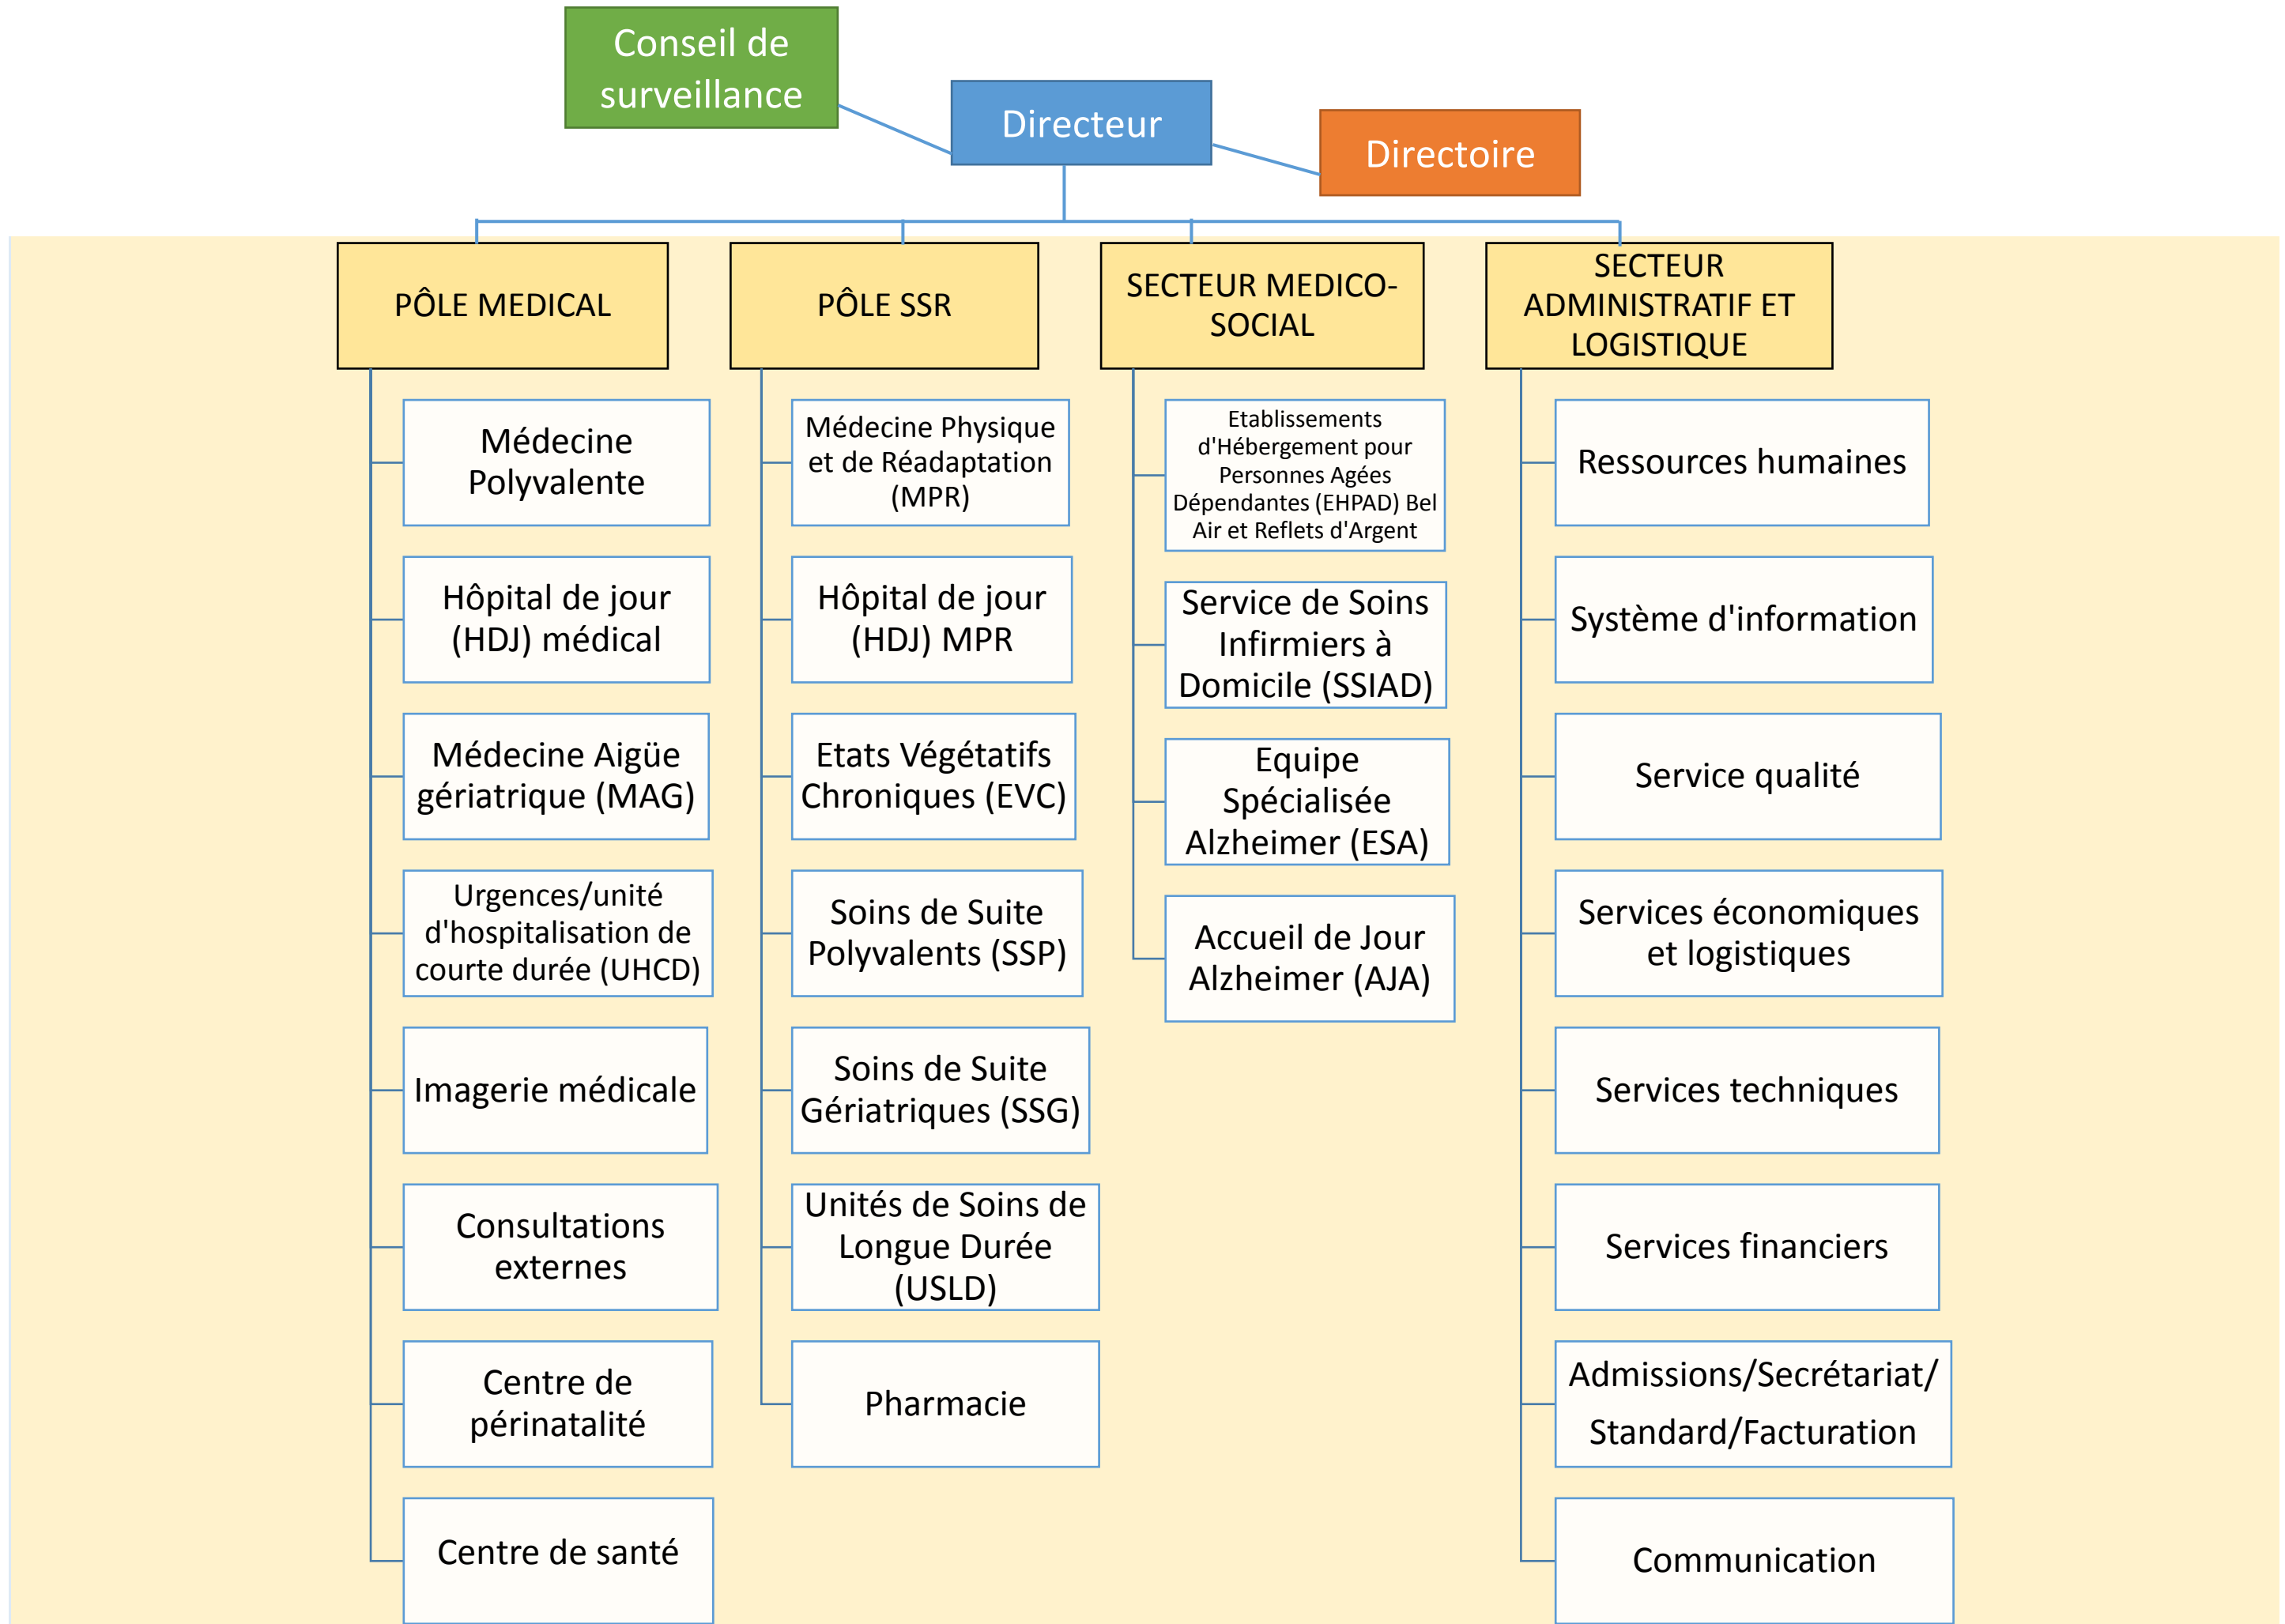 Conseil de
surveillance
Directeur
Directoire
PÔLE MEDICAL
Médecine
Polyvalente
Hôpital de jour
(HDJ) médical
Médecine Aigüe
gériatrique (MAG)
Urgences/unité
d'hospitalisation de
courte durée (UHCD)
Imagerie médicale
Consultations
externes
Centre de
périnatalité
Centre de santé
PÔLE SSR
Médecine Physique
et de Réadaptation
(MPR)
Hôpital de jour
(HDJ) MPR
Etats Végétatifs
Chroniques (EVC)
Soins de Suite
Polyvalents (SSP)
Soins de Suite
Gériatriques (SSG)
Unités de Soins de
Longue Durée
(USLD)
Pharmacie
SECTEUR MEDICO-
SOCIAL
Etablissements
d'Hébergement pour
Personnes Agées
Dépendantes (EHPAD) Bel
Air et Reflets d'Argent
Service de Soins
Infirmiers à
Domicile (SSIAD)
Equipe
Spécialisée
Alzheimer (ESA)
Accueil de Jour
Alzheimer (AJA)
SECTEUR
ADMINISTRATIF ET
LOGISTIQUE
Ressources humaines
Système d'information
Service qualité
Services économiques
et logistiques
Services techniques
Services financiers
Admissions/Secrétariat/
Standard/Facturation
Communication